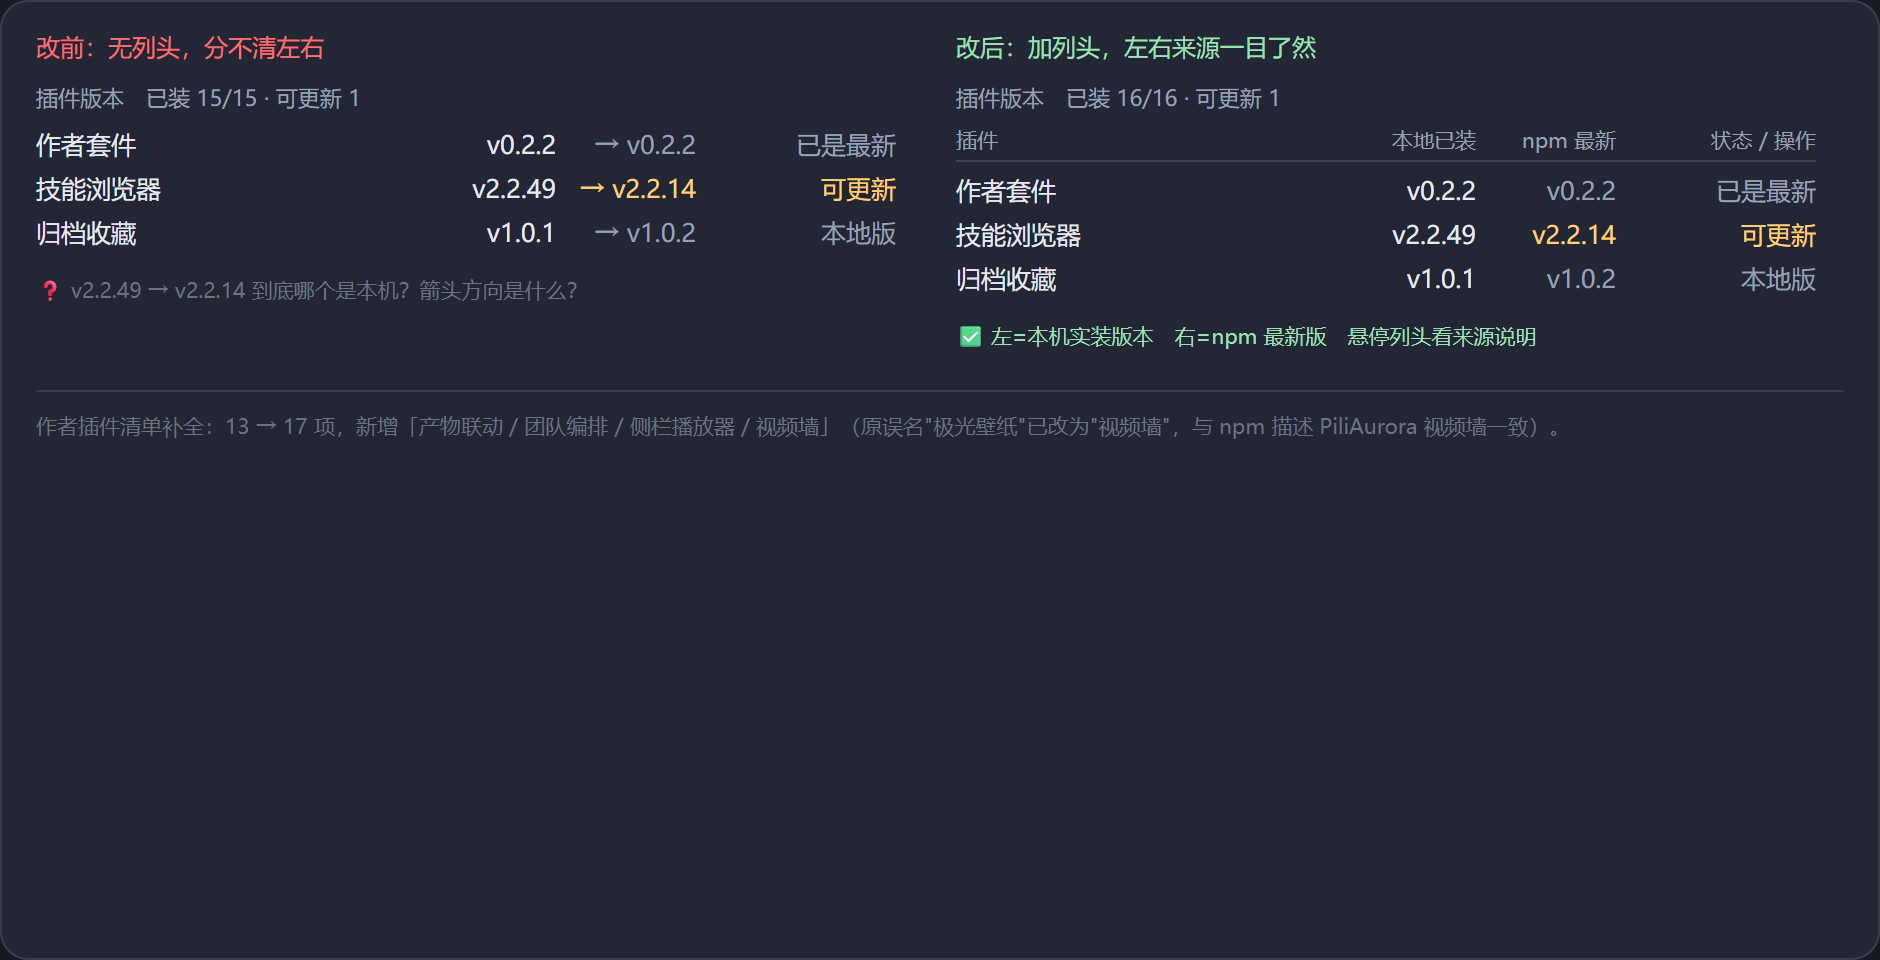 改前：无列头，分不清左右
插件版本 已装 15/15 · 可更新 1
作者套件 v0.2.2 → v0.2.2 已是最新
技能浏览器 v2.2.49 → v2.2.14 可更新
归档收藏 v1.0.1 → v1.0.2 本地版
❓ v2.2.49 → v2.2.14 到底哪个是本机？箭头方向是什么？
改后：加列头，左右来源一目了然
插件版本 已装 16/16 · 可更新 1
插件 本地已装 npm 最新 状态 / 操作
作者套件 v0.2.2 v0.2.2 已是最新
技能浏览器 v2.2.49 v2.2.14 可更新
归档收藏 v1.0.1 v1.0.2 本地版
✅ 左=本机实装版本 右=npm 最新版 悬停列头看来源说明
作者插件清单补全：13 → 17 项，新增「产物联动 / 团队编排 / 侧栏播放器 / 视频墙」（原误名"极光壁纸"已改为"视频墙"，与 npm 描述 PiliAurora 视频墙一致）。